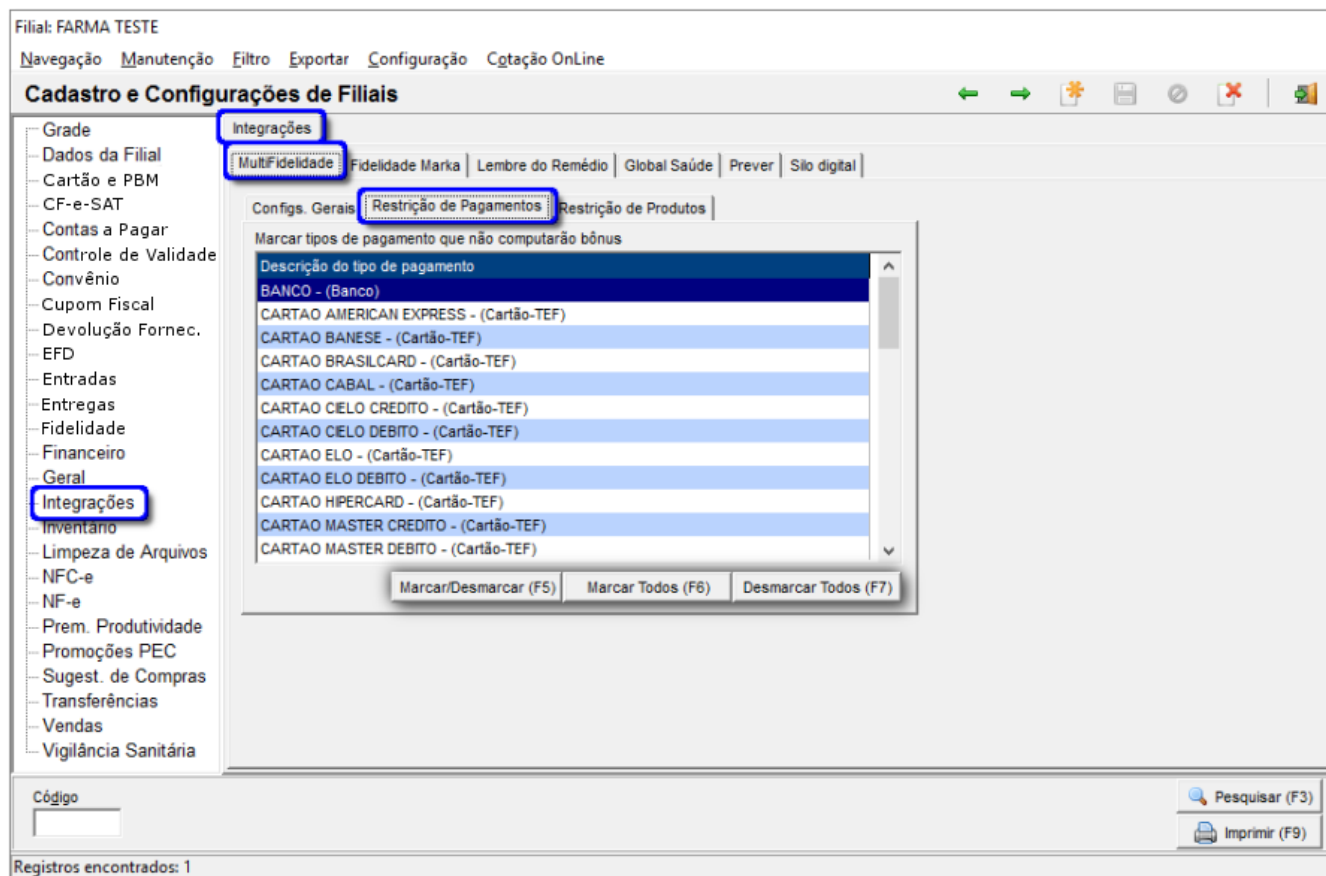 Filial: FARMA TESTE
Navegação Manutenção Filtro Exportar Configuração Cotação OnLine
Cadastro e Configurações de Filiais
Grade
Dados da Filial
Cartão e PBM
CF-e-SAT
Contas a Pagar
Controle de Validade
Convênio
Cupom Fiscal
Devolução Fornec.
EFD
Entradas
Entregas
Fidelidade
Financeiro
Geral
Integrações
Inventário
Limpeza de Arquivos
NFC-e
NF-e
Prem. Produtividade
Promoções PEC
Sugest. de Compras
Transferências
Vendas
Vigilância Sanitária
Integrações
MultiFidelidade Fidelidade Marka Lembre do Remédio Global Saúde Prever Silo digital
Configs. Gerais Restrição de Pagamentos Restrição de Produtos
Marcar tipos de pagamento que não computarão bônus
Descrição do tipo de pagamento
BANCO - (Banco)
CARTAO AMERICAN EXPRESS - (Cartão-TEF)
CARTAO BANESE - (Cartão-TEF)
CARTAO BRASILCARD - (Cartão-TEF)
CARTAO CABAL - (Cartão-TEF)
CARTAO CIELO CREDITO - (Cartão-TEF)
CARTAO CIELO DEBITO - (Cartão-TEF)
CARTAO ELO - (Cartão-TEF)
CARTAO ELO DEBITO - (Cartão-TEF)
CARTAO HIPERCARD - (Cartão-TEF)
CARTAO MASTER CREDITO - (Cartão-TEF)
CARTAO MASTER DEBITO - (Cartão-TEF)
Marcar/Desmarcar (F5) Marcar Todos (F6) Desmarcar Todos (F7)
Código
Pesquisar (F3)
Imprimir (F9)
Registros encontrados: 1